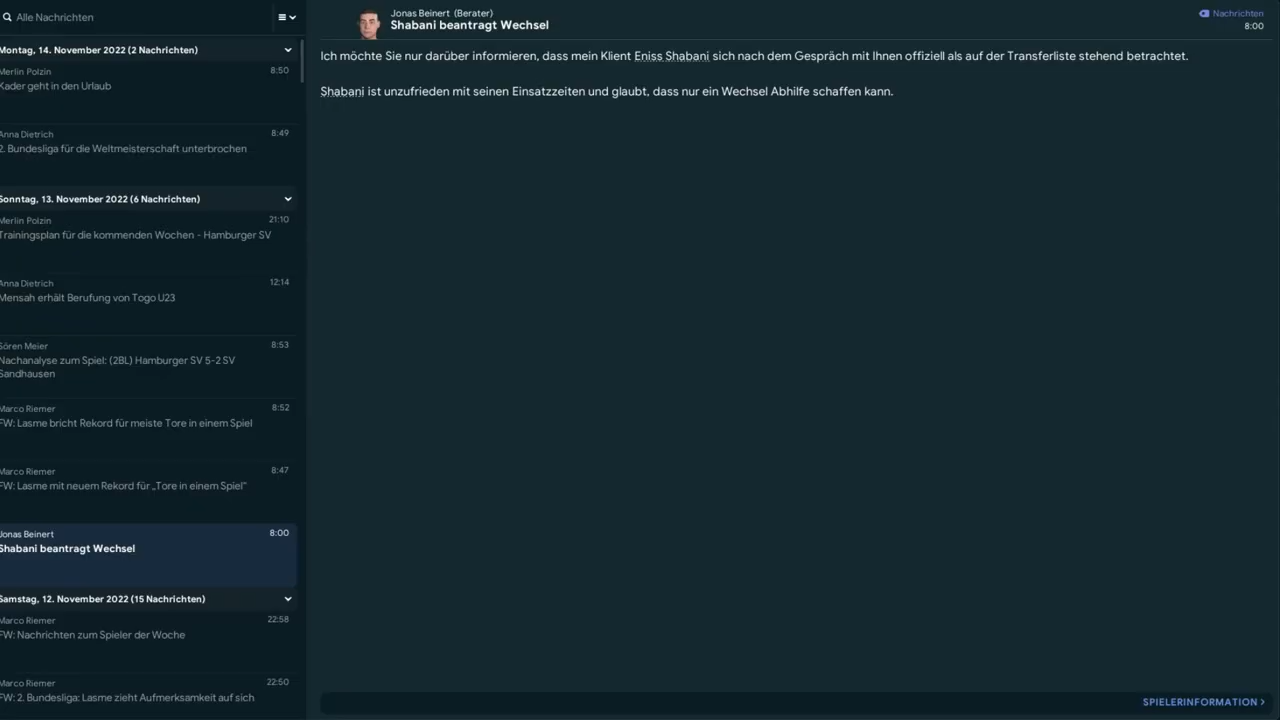 Alle Nachrichten
Montag, 14. November 2022 (2 Nachrichten)
Merlin Polzin
8:50
Kader geht in den Urlaub
Anna Dietrich
8:49
2. Bundesliga für die Weltmeisterschaft unterbrochen
Sonntag, 13. November 2022 (6 Nachrichten)
Merlin Polzin
21:10
Trainingsplan für die kommenden Wochen - Hamburger SV
Anna Dietrich
12:14
Mensah erhält Berufung von Togo U23
Sören Meier
8:53
Nachanalyse zum Spiel: (2BL) Hamburger SV 5-2 SV
Sandhausen
Marco Riemer
8:52
FW: Lasme bricht Rekord für meiste Tore in einem Spiel
Marco Riemer
8:47
FW: Lasme mit neuem Rekord für „Tore in einem Spiel"
Jonas Beinert
8:00
Shabani beantragt Wechsel
Samstag, 12. November 2022 (15 Nachrichten)
Marco Riemer
22:58
FW: Nachrichten zum Spieler der Woche
Marco Riemer
22:50
FW: 2. Bundesliga: Lasme zieht Aufmerksamkeit auf sich
Jonas Beinert (Berater)
Shabani beantragt Wechsel
Nachrichten
8:00
Ich möchte Sie nur darüber informieren, dass mein Klient Eniss Shabani sich nach dem Gespräch mit Ihnen offiziell als auf der Transferliste stehend betrachtet.
Shabani ist unzufrieden mit seinen Einsatzzeiten und glaubt, dass nur ein Wechsel Abhilfe schaffen kann.
SPIELERINFORMATION >